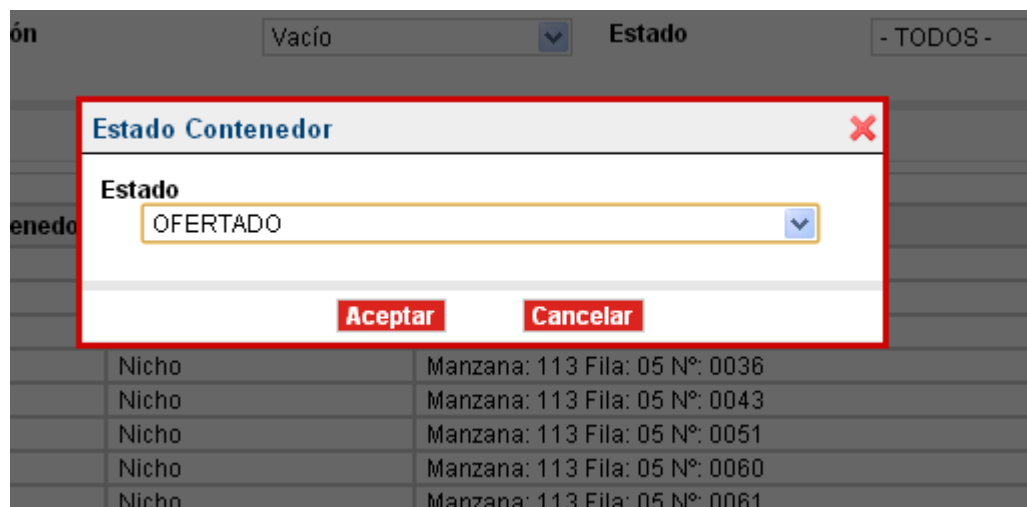 ón Vacío Estado - TODOS -
Estado Contenedor
Estado
enedo OFERTADO
Aceptar Cancelar
Nicho Manzana: 113 Fila: 05 Nº: 0036
Nicho Manzana: 113 Fila: 05 Nº: 0043
Nicho Manzana: 113 Fila: 05 Nº: 0051
Nicho Manzana: 113 Fila: 05 Nº: 0060
Nicho Manzana: 113 Fila: 05 Nº: 0061